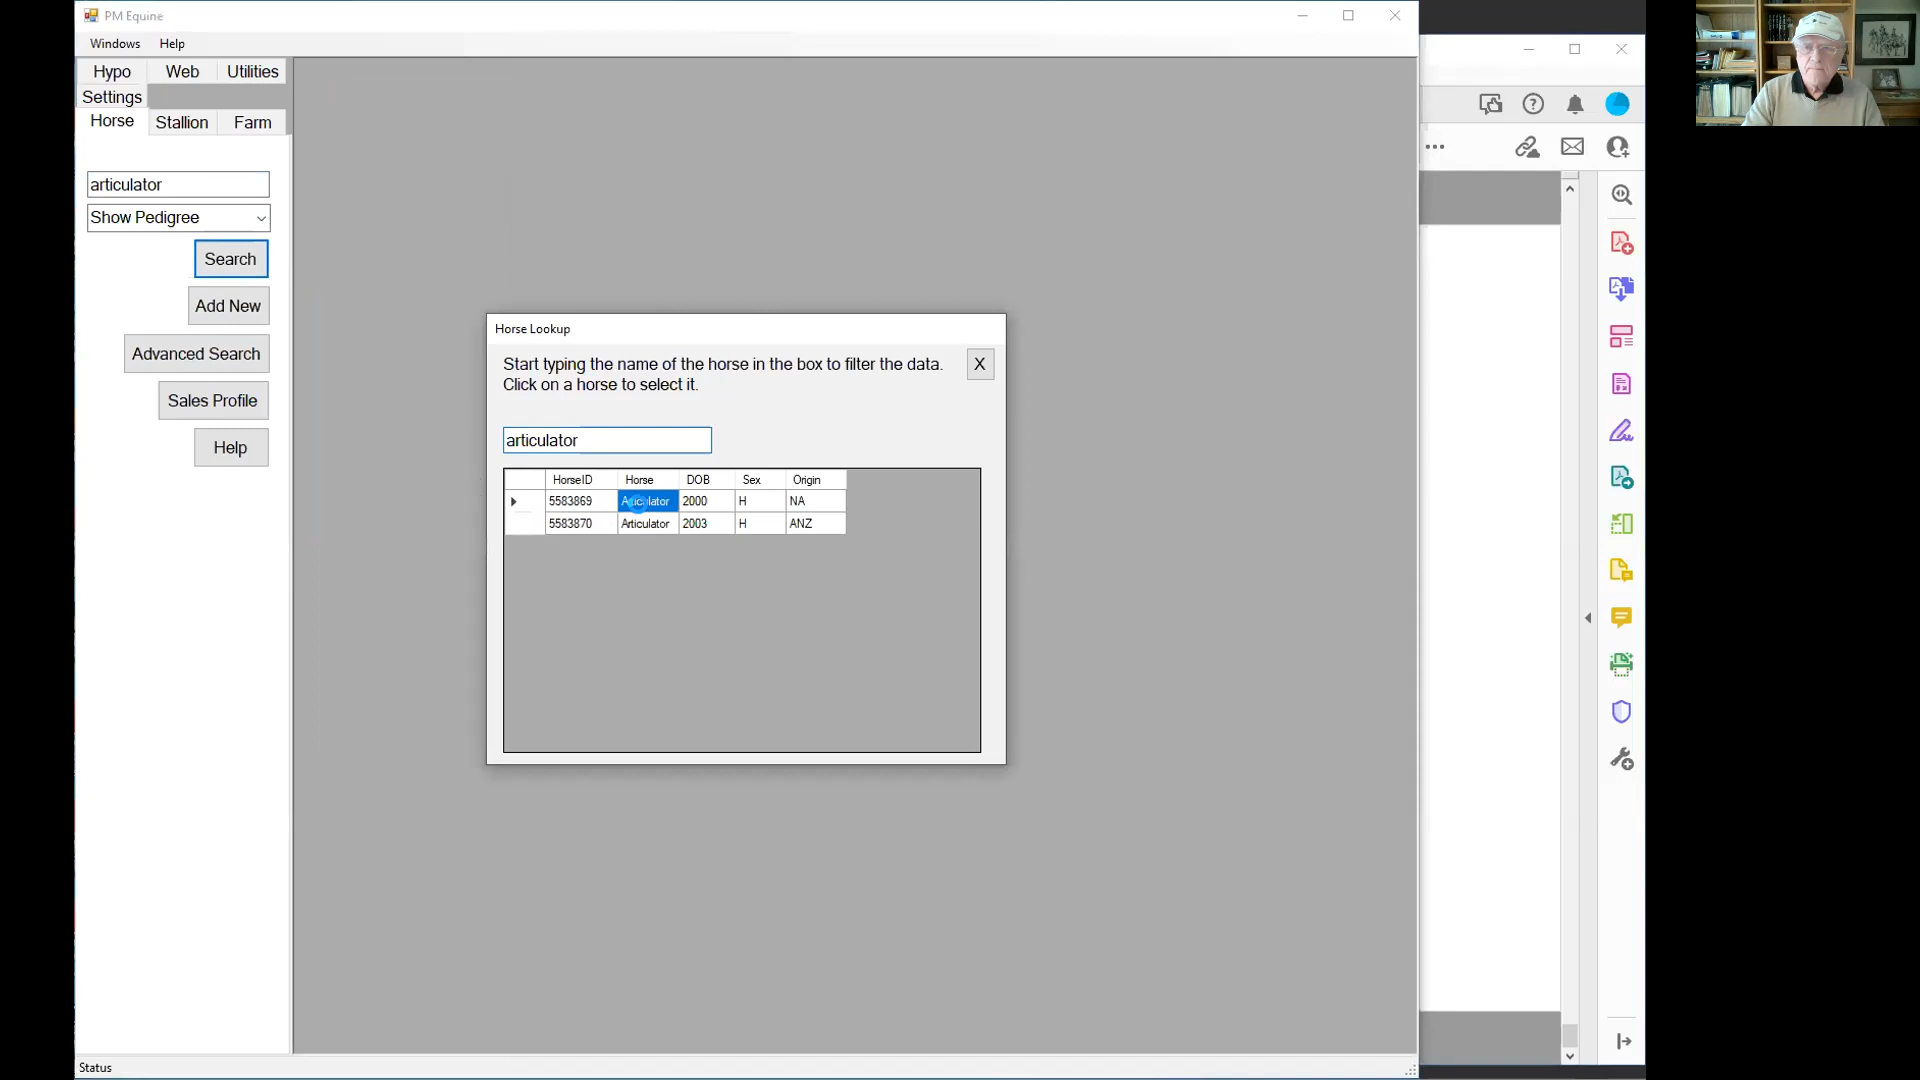 PM Equine
Windows Help
Hypo Web Utilities
Settings
Horse Stallion Farm
articulator
Show Pedigree
Search
Add New
Advanced Search
Sales Profile
Help
Horse Lookup
Start typing the name of the horse in the box to filter the data.
Click on a horse to select it.
X
articulator
HorseID Horse DOB Sex Origin
5583869 Articulator 2000 H NA
5583870 Articulator 2003 H ANZ
Status